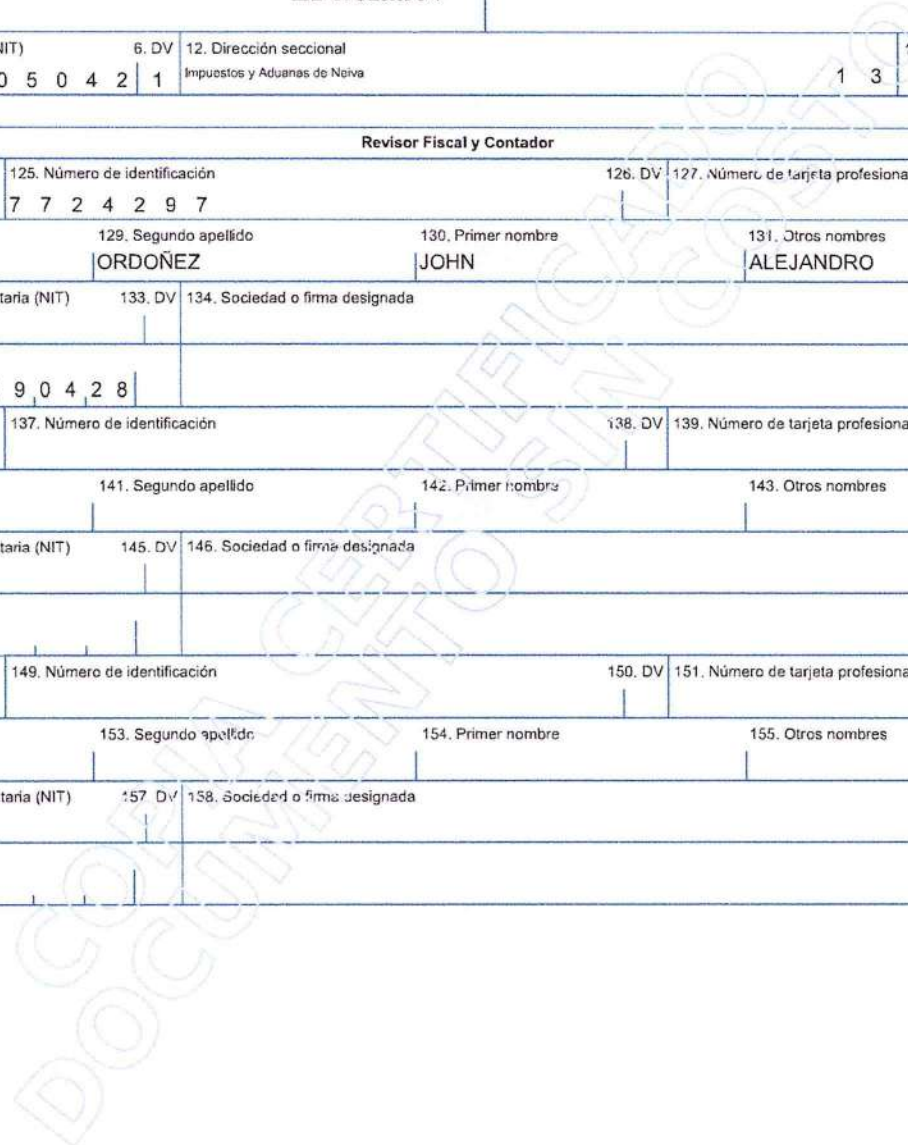 NIT) 6. DV 12. Dirección seccional
0 5 0 4 2 1 Impuestos y Aduanas de Neiva 1 3
Revisor Fiscal y Contador
125. Número de identificación 126. DV 127. Número de tarjeta profesiona
7 7 2 4 2 9 7
129. Segundo apellido 130. Primer nombre 131. Otros nombres
ORDOÑEZ JOHN ALEJANDRO
taria (NIT) 133. DV 134. Sociedad o firma designada
9 0 4 2 8
137. Número de identificación 138. DV 139. Número de tarjeta profesiona
141. Segundo apellido 142. Primer nombre 143. Otros nombres
taria (NIT) 145. DV 146. Sociedad o firma designada
149. Número de identificación 150. DV 151. Número de tarjeta profesiona
153. Segundo apellido 154. Primer nombre 155. Otros nombres
taria (NIT) 157. DV 158. Sociedad o firma designada
COPIA CERTIFICADO
DOCUMENTO SIN COSTO